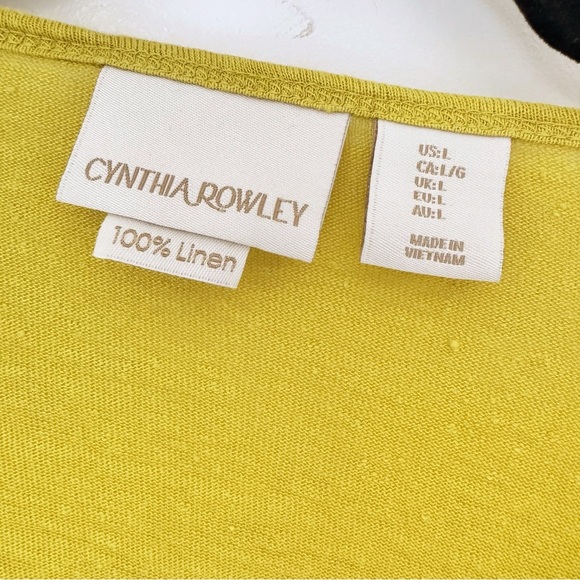 CYNTHIA ROWLEY
100% Linen
US:L
CA:L/G
UK:L
EU:L
AU:L
MADE IN
VIETNAM